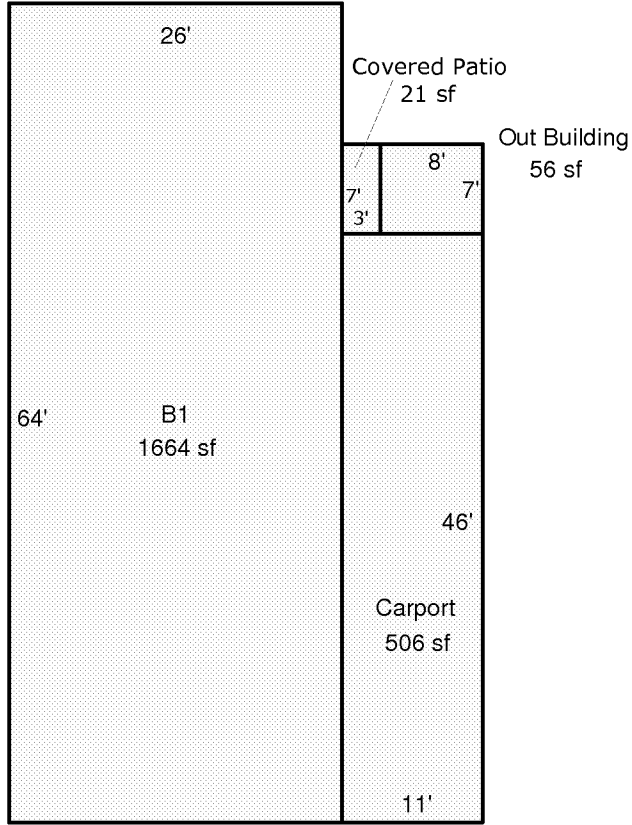 26'
Covered Patio
21 sf
Out Building
56 sf
8'
7'
7'
3'
64'
B1
1664 sf
46'
Carport
506 sf
11'